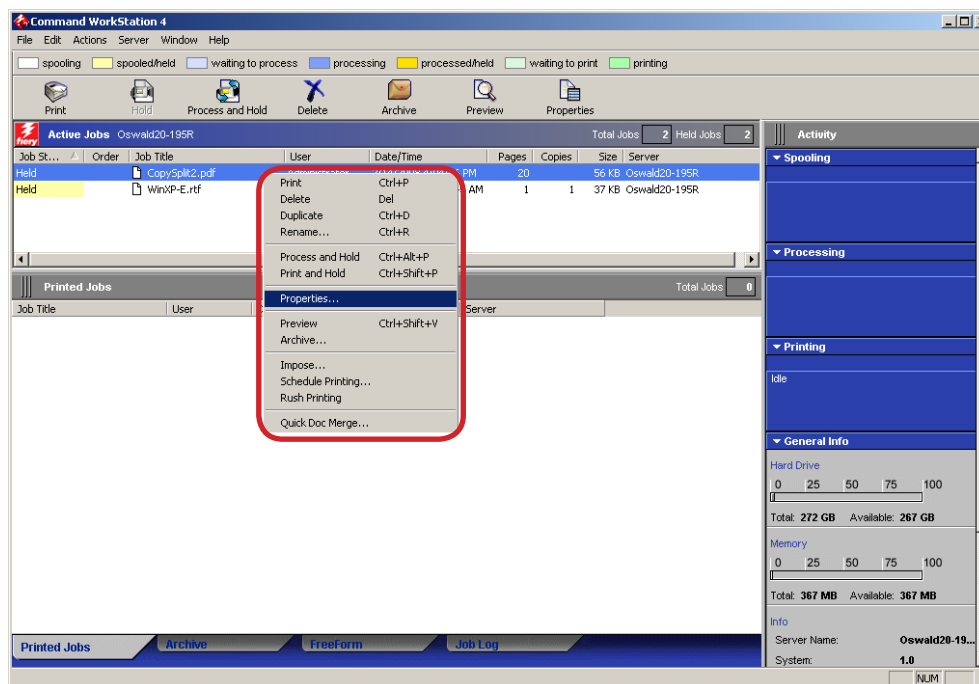 Command WorkStation 4
File Edit Actions Server Window Help
spooling spooled/held waiting to process processing processed/held waiting to print printing
Print Hold Process and Hold Delete Archive Preview Properties
fiery Active Jobs Oswald20-195R Total Jobs 2 Held Jobs 2
Job St... Order Job Title User Date/Time Pages Copies Size Server
Held CopySplit2.pdf PM 20 56 KB Oswald20-195R
Held WinXP-E.rtf AM 1 1 37 KB Oswald20-195R
Print Ctrl+P
Delete Del
Duplicate Ctrl+D
Rename... Ctrl+R
Process and Hold Ctrl+Alt+P
Print and Hold Ctrl+Shift+P
Properties...
Preview Ctrl+Shift+V
Archive...
Impose...
Schedule Printing...
Rush Printing
Quick Doc Merge...
Printed Jobs Total Jobs 0
Job Title User Server
Printed Jobs Archive FreeForm Job Log
Activity
Spooling
Processing
Printing
Idle
General Info
Hard Drive
0 25 50 75 100
Total: 272 GB Available: 267 GB
Memory
0 25 50 75 100
Total: 367 MB Available: 367 MB
Info
Server Name: Oswald20-19...
System: 1.0
NUM